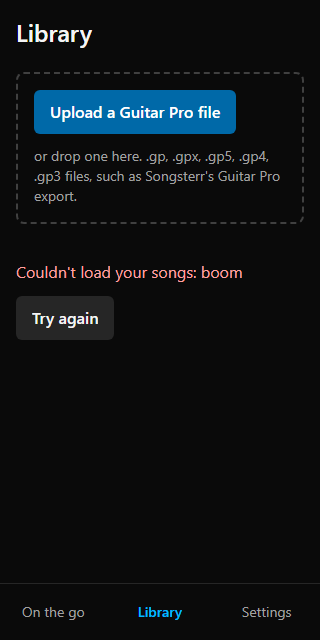 Library
Upload a Guitar Pro file
or drop one here. .gp, .gpx, .gp5, .gp4,
.gp3 files, such as Songsterr's Guitar Pro
export.
Couldn't load your songs: boom
Try again
On the go
Library
Settings